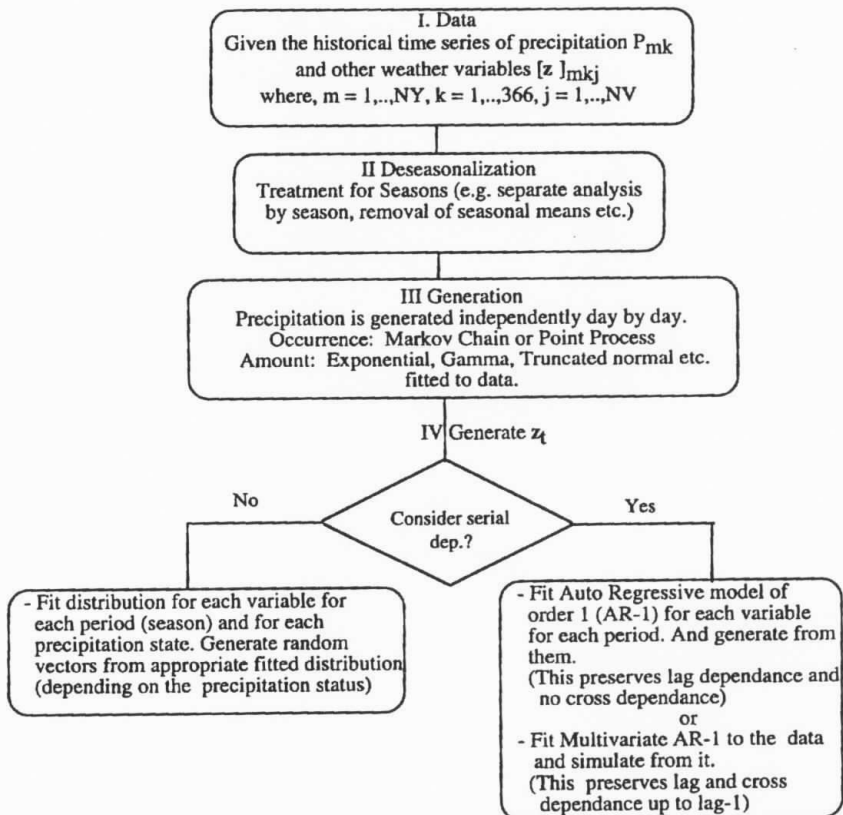 I. Data
Given the historical time series of precipitation Pmk
and other weather variables [z ]mkj
where, m = 1,..,NY, k = 1,..,366, j = 1,..,NV
II Deseasonalization
Treatment for Seasons (e.g. separate analysis
by season, removal of seasonal means etc.)
III Generation
Precipitation is generated independently day by day.
Occurrence: Markov Chain or Point Process
Amount: Exponential, Gamma, Truncated normal etc.
fitted to data.
IV Generate zt
Consider serial
dep.?
No
- Fit distribution for each variable for
each period (season) and for each
precipitation state. Generate random
vectors from appropriate fitted distribution
(depending on the precipitation status)
Yes
- Fit Auto Regressive model of
order 1 (AR-1) for each variable
for each period. And generate from
them.
(This preserves lag dependance and
no cross dependance)
or
- Fit Multivariate AR-1 to the data
and simulate from it.
(This preserves lag and cross
dependance up to lag-1)